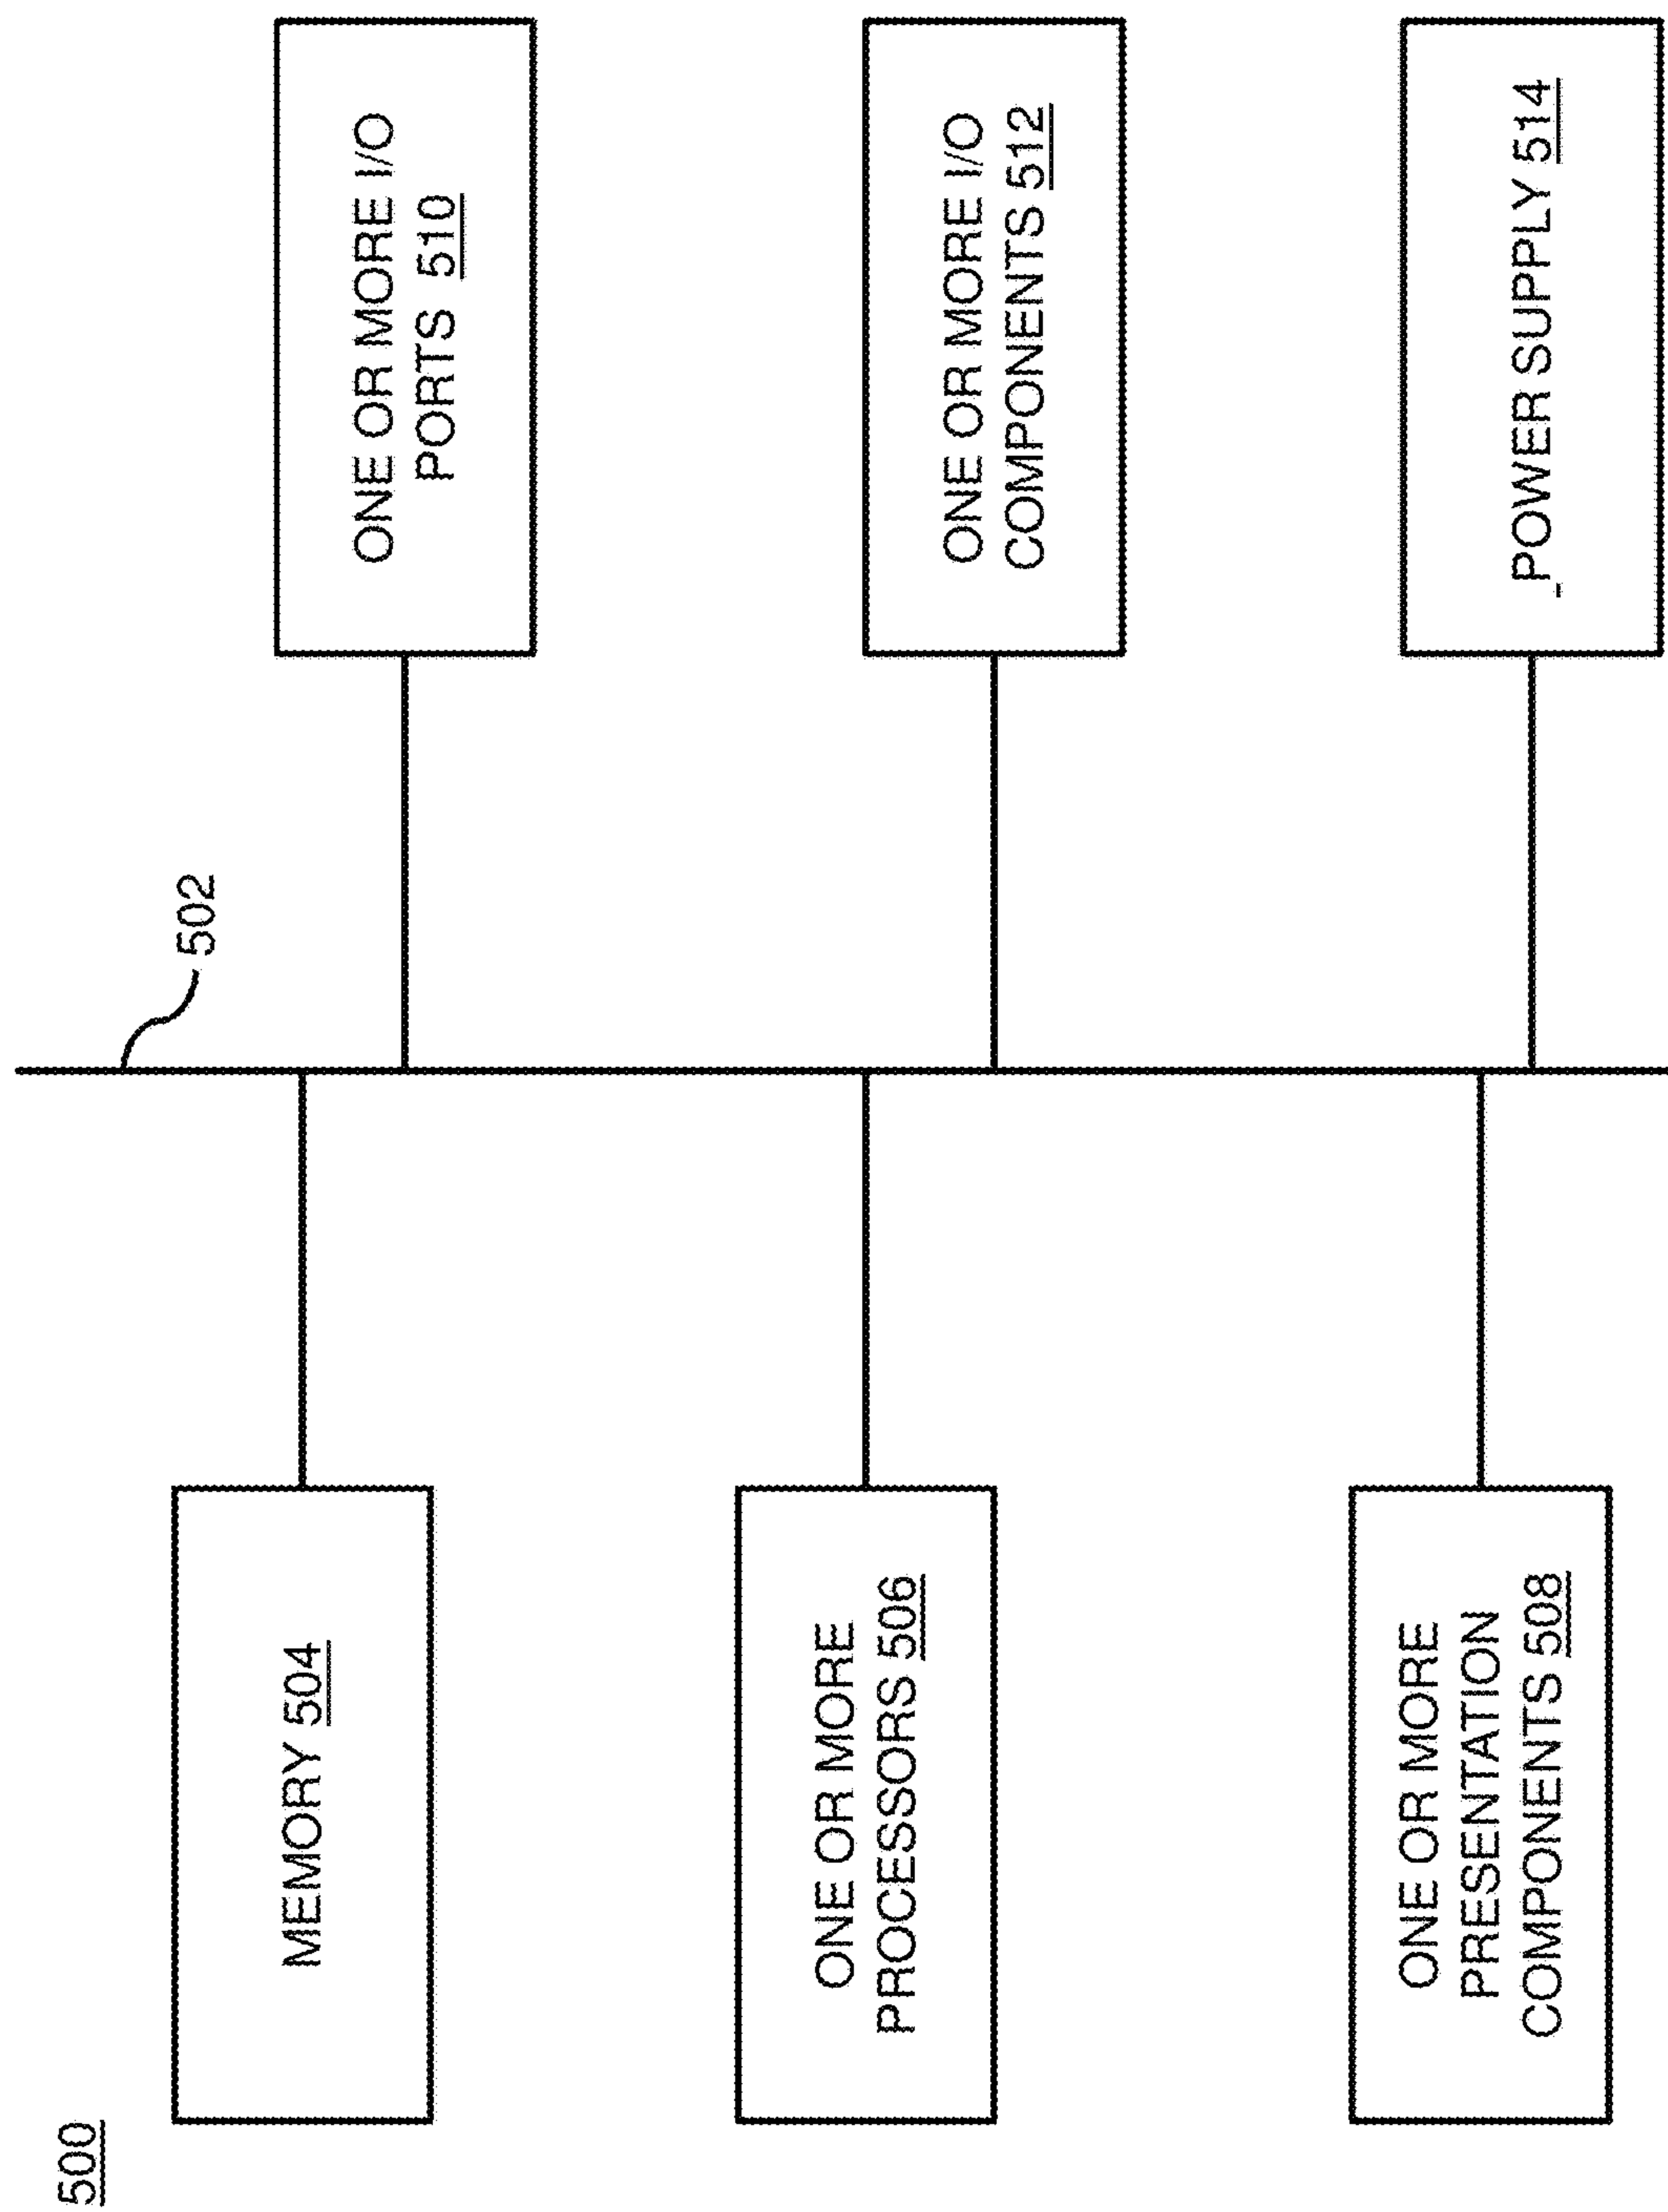 500
502
MEMORY 504
ONE OR MORE
PROCESSORS 506
ONE OR MORE
PRESENTATION
COMPONENTS 508
ONE OR MORE I/O
PORTS 510
ONE OR MORE I/O
COMPONENTS 512
POWER SUPPLY 514